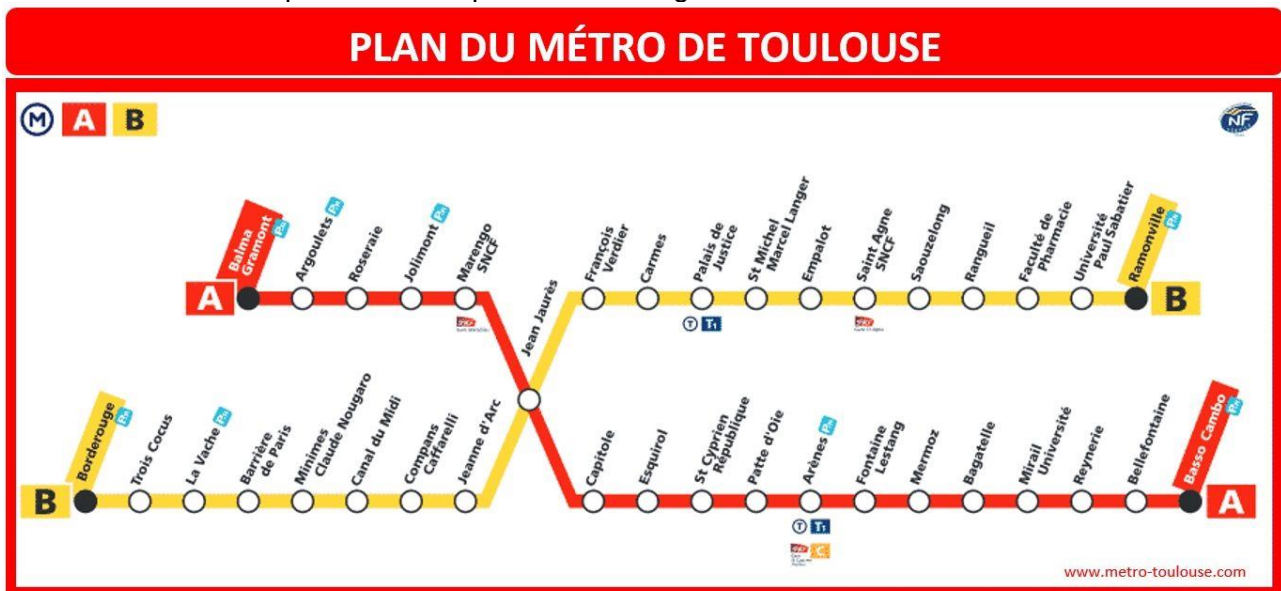 PLAN DU MÉTRO DE TOULOUSE
M A B
NF
A
Balma
Gramont
Argoulets
Roseraie
Jolimont
Marengo
SNCF
Jean Jaurès
François
Verdier
Carmes
Palais de
Justice
T T1
St Michel
Marcel Langer
Empalot
Saint Agne
SNCF
Saouzelong
Rangueil
Faculté de
Pharmacie
Université
Paul Sabatier
Ramonville
B
B
Borderouge
Trois Cocus
La Vache
Barrière
de Paris
Minimes
Claude Nougaro
Canal du Midi
Compans
Caffarelli
Jeanne d'Arc
Capitole
Esquirol
St Cyprien
République
Patte d'Oie
Arènes
T T1
C
Fontaine
Lestang
Mermoz
Bagatelle
Mirail
Université
Reynerie
Bellefontaine
Basso Cambo
A
www.metro-toulouse.com